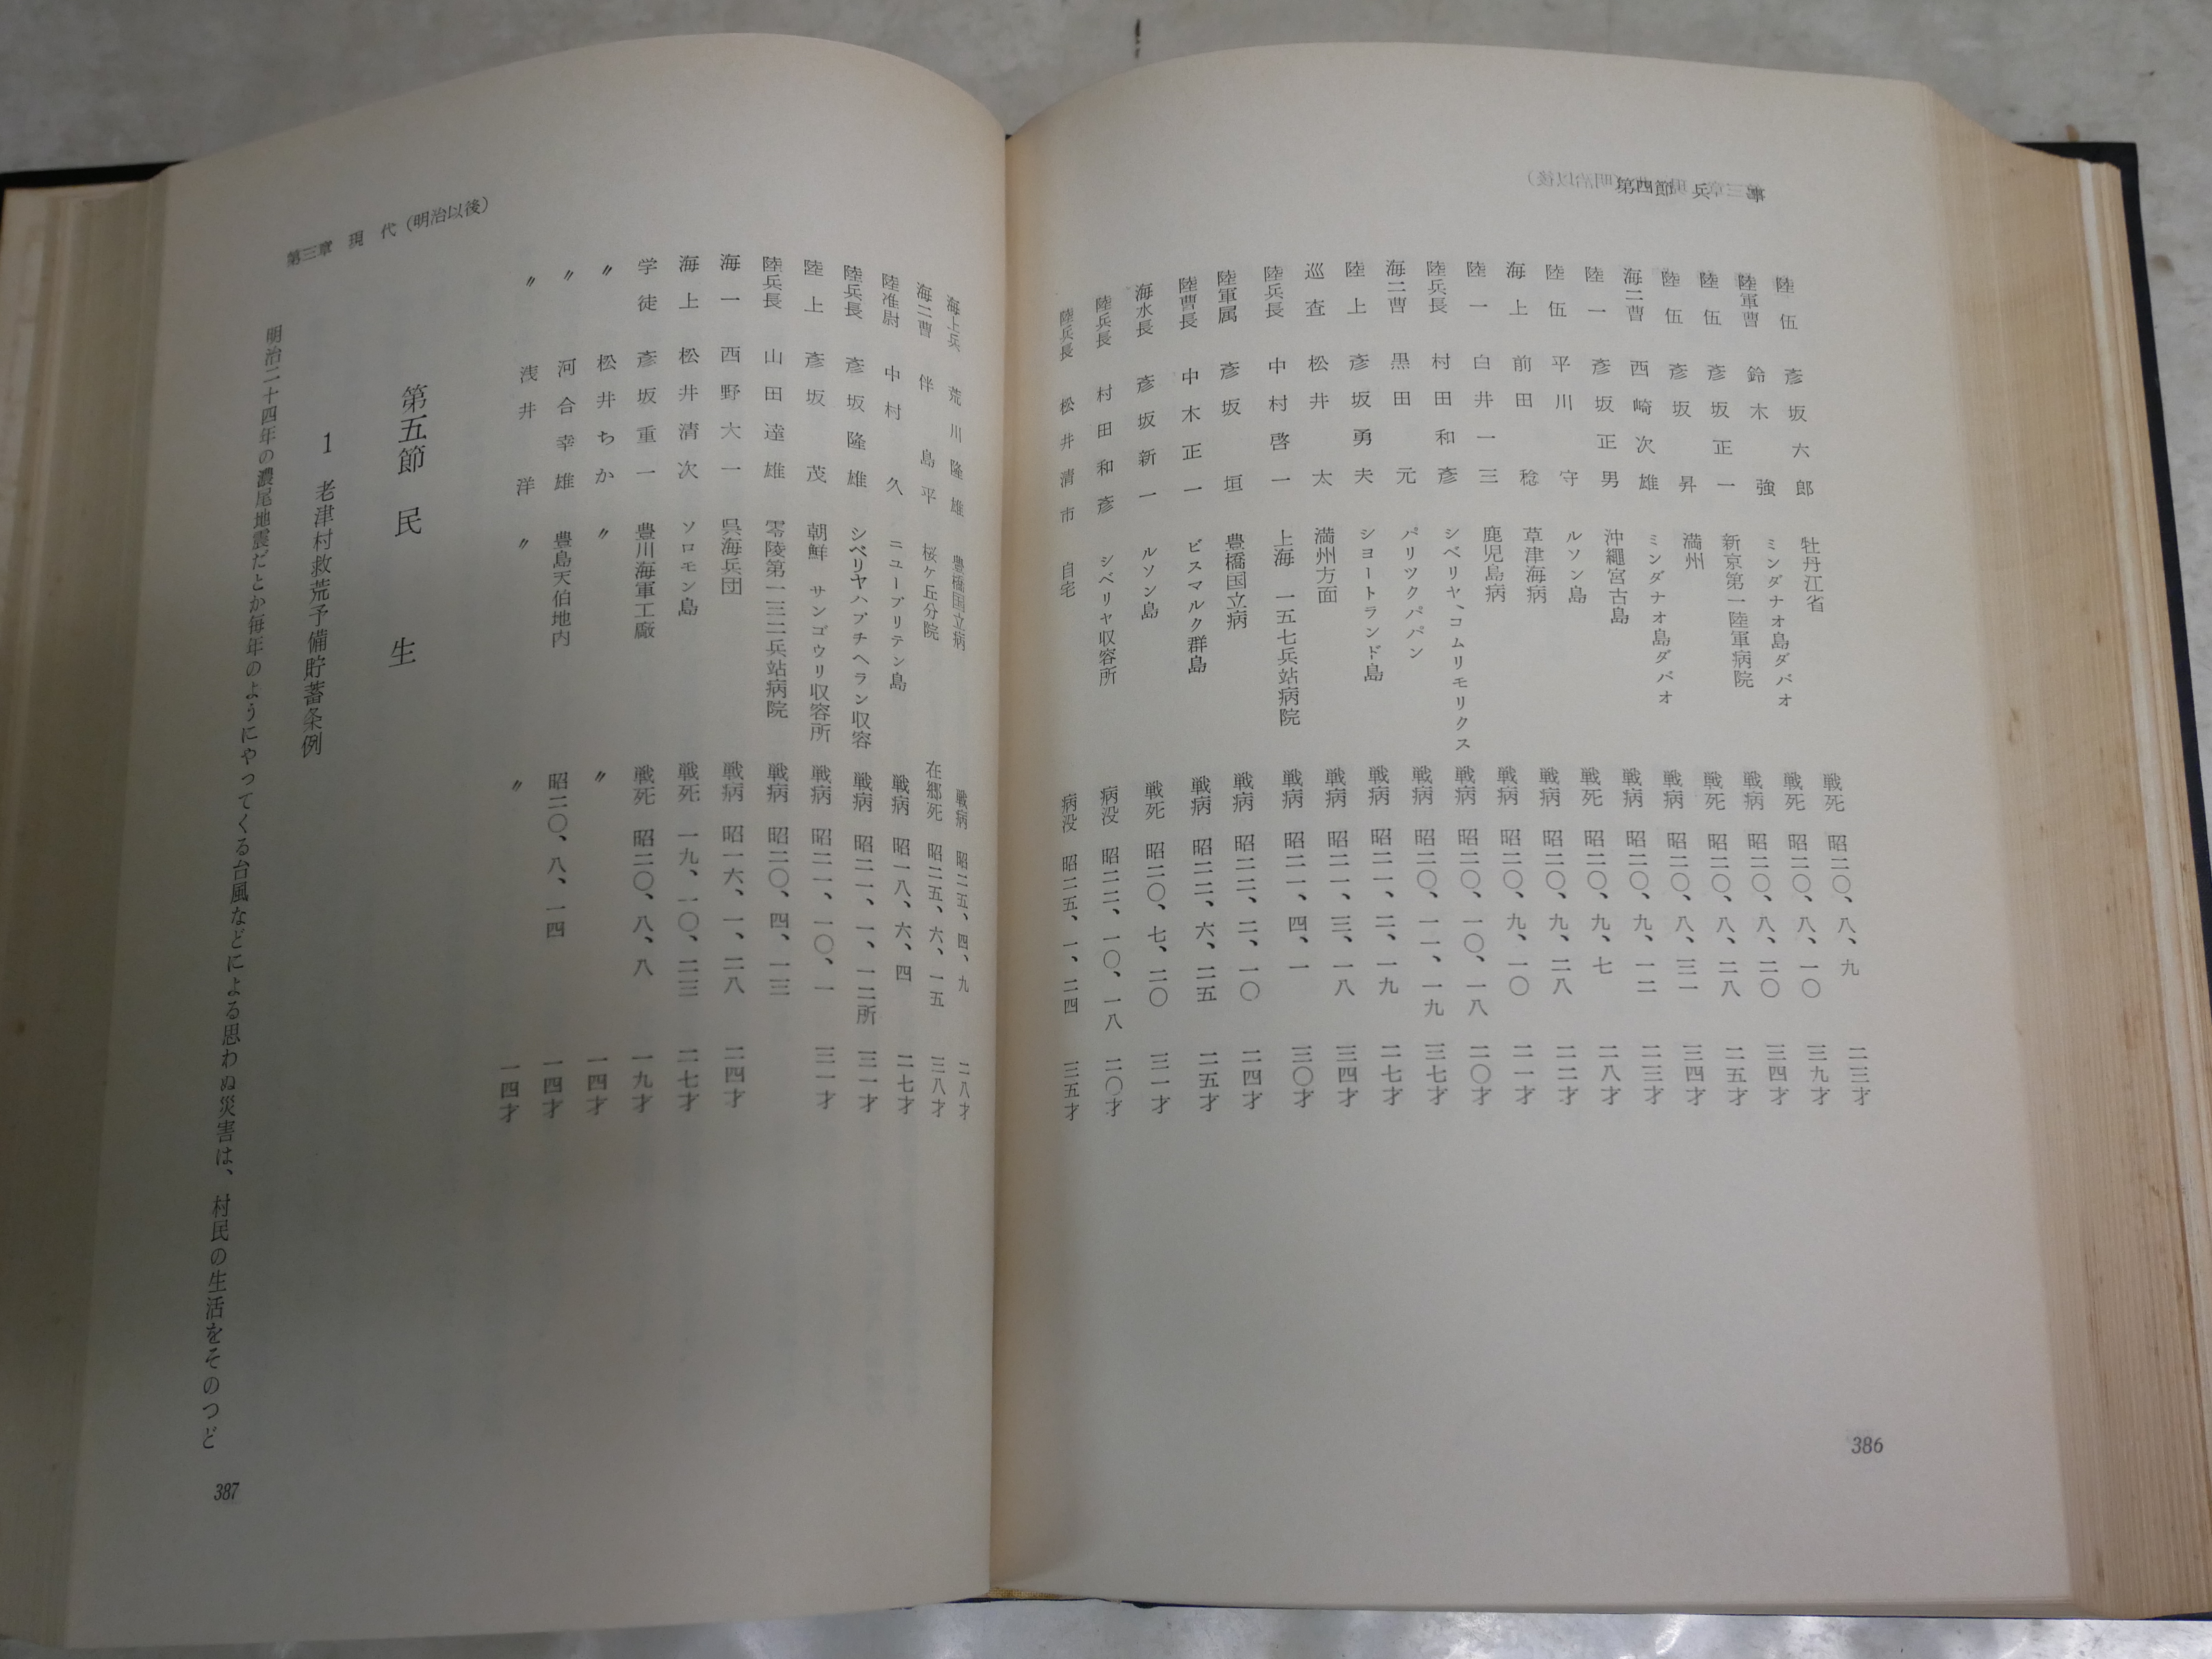 第四節 兵事
陸伍 彦坂六郎 牡丹江省 戦死 昭二〇、八、九 二三才
陸軍曹 鈴木強 ミンダナオ島ダバオ 戦死 昭二〇、八、一〇 三九才
陸伍 彦坂正一 新京第一陸軍病院 戦病 昭二〇、八、二〇 三四才
陸伍 彦坂昇 満州 戦死 昭二〇、八、二八 二五才
海二曹 西崎次雄 ミンダナオ島ダバオ 戦病 昭二〇、八、三一 三四才
陸一 彦坂正男 沖縄宮古島 戦病 昭二〇、九、一二 二三才
陸伍 平川守 ルソン島 戦死 昭二〇、九、七 二八才
海上 前田稔 草津海病 戦病 昭二〇、九、二八 二二才
陸一 白井一三 鹿児島病 戦病 昭二〇、九、一〇 二一才
陸兵長 村田和彦 シベリヤ、コムリモリクス 戦病 昭二〇、一〇、一八 二〇才
海二曹 黒田元 パリツクパパン 戦病 昭二〇、一一、一九 三七才
陸上 彦坂勇夫 シヨートランド島 戦病 昭二一、二、一九 二七才
巡査 松井太 満州方面 戦病 昭二一、三、一八 三四才
陸兵長 中村啓一 上海 一五七兵站病院 戦病 昭二一、四、一 三〇才
陸軍属 彦坂垣 豊橋国立病 戦病 昭二二、二、一〇 二四才
陸曹長 中木正一 ビスマルク群島 戦病 昭二二、六、二五 二五才
海水長 彦坂新一 ルソン島 戦死 昭二〇、七、二〇 三一才
陸兵長 村田和彦 シベリヤ収容所 病没 昭二二、一〇、一八 二〇才
陸兵長 松井清市 自宅 病没 昭二五、一、二四 三五才
386
第三章 現代(明治以後)
海上兵 荒川隆雄 豊橋国立病 戦病 昭二五、四、九 二八才
海二曹 伴島平 桜ケ丘分院 在郷死 昭二五、六、一五 三八才
陸准尉 中村久 ニユーブリテン島 戦病 昭一八、六、四 二七才
陸兵長 彦坂隆雄 シベリヤハプチヘラン収容 戦病 昭二一、一、一二所 三一才
陸上 彦坂茂 朝鮮 サンゴウリ収容所 戦病 昭二一、一〇、一 三一才
陸兵長 山田達雄 零陵第一三二兵站病院 戦病 昭二〇、四、一三
海一 西野大一 呉海兵団 戦病 昭一六、一、二八 二四才
海上 松井清次 ソロモン島 戦死 一九、一〇、二三 二七才
学徒 彦坂重一 豊川海軍工廠 戦死 昭二〇、八、八 一九才
〃 松井ちか 〃 〃 一四才
〃 河合幸雄 豊島天伯地内 昭二〇、八、一四 一四才
〃 浅井洋 〃 〃 一四才
第五節 民生
1 老津村救荒予備貯蓄条例
明治二十四年の濃尾地震だとか毎年のようにやってくる台風などによる思わぬ災害は、村民の生活をそのつど
387